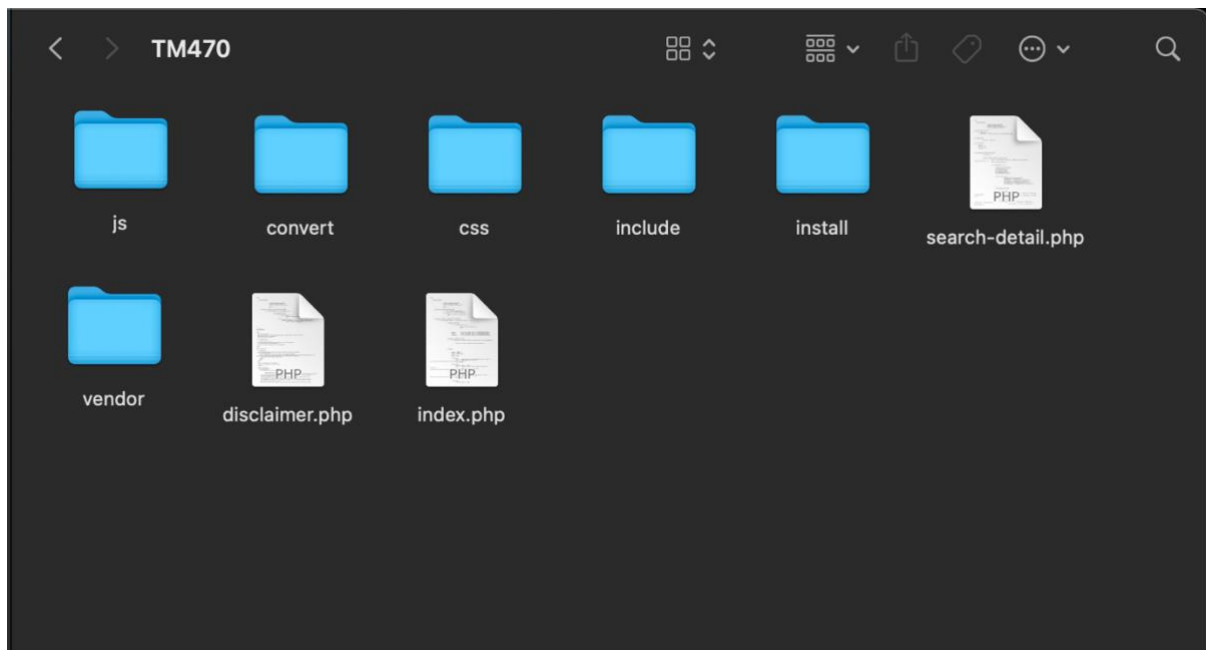 TM470
js
convert
css
include
install
PHP
search-detail.php
vendor
PHP
disclaimer.php
PHP
index.php